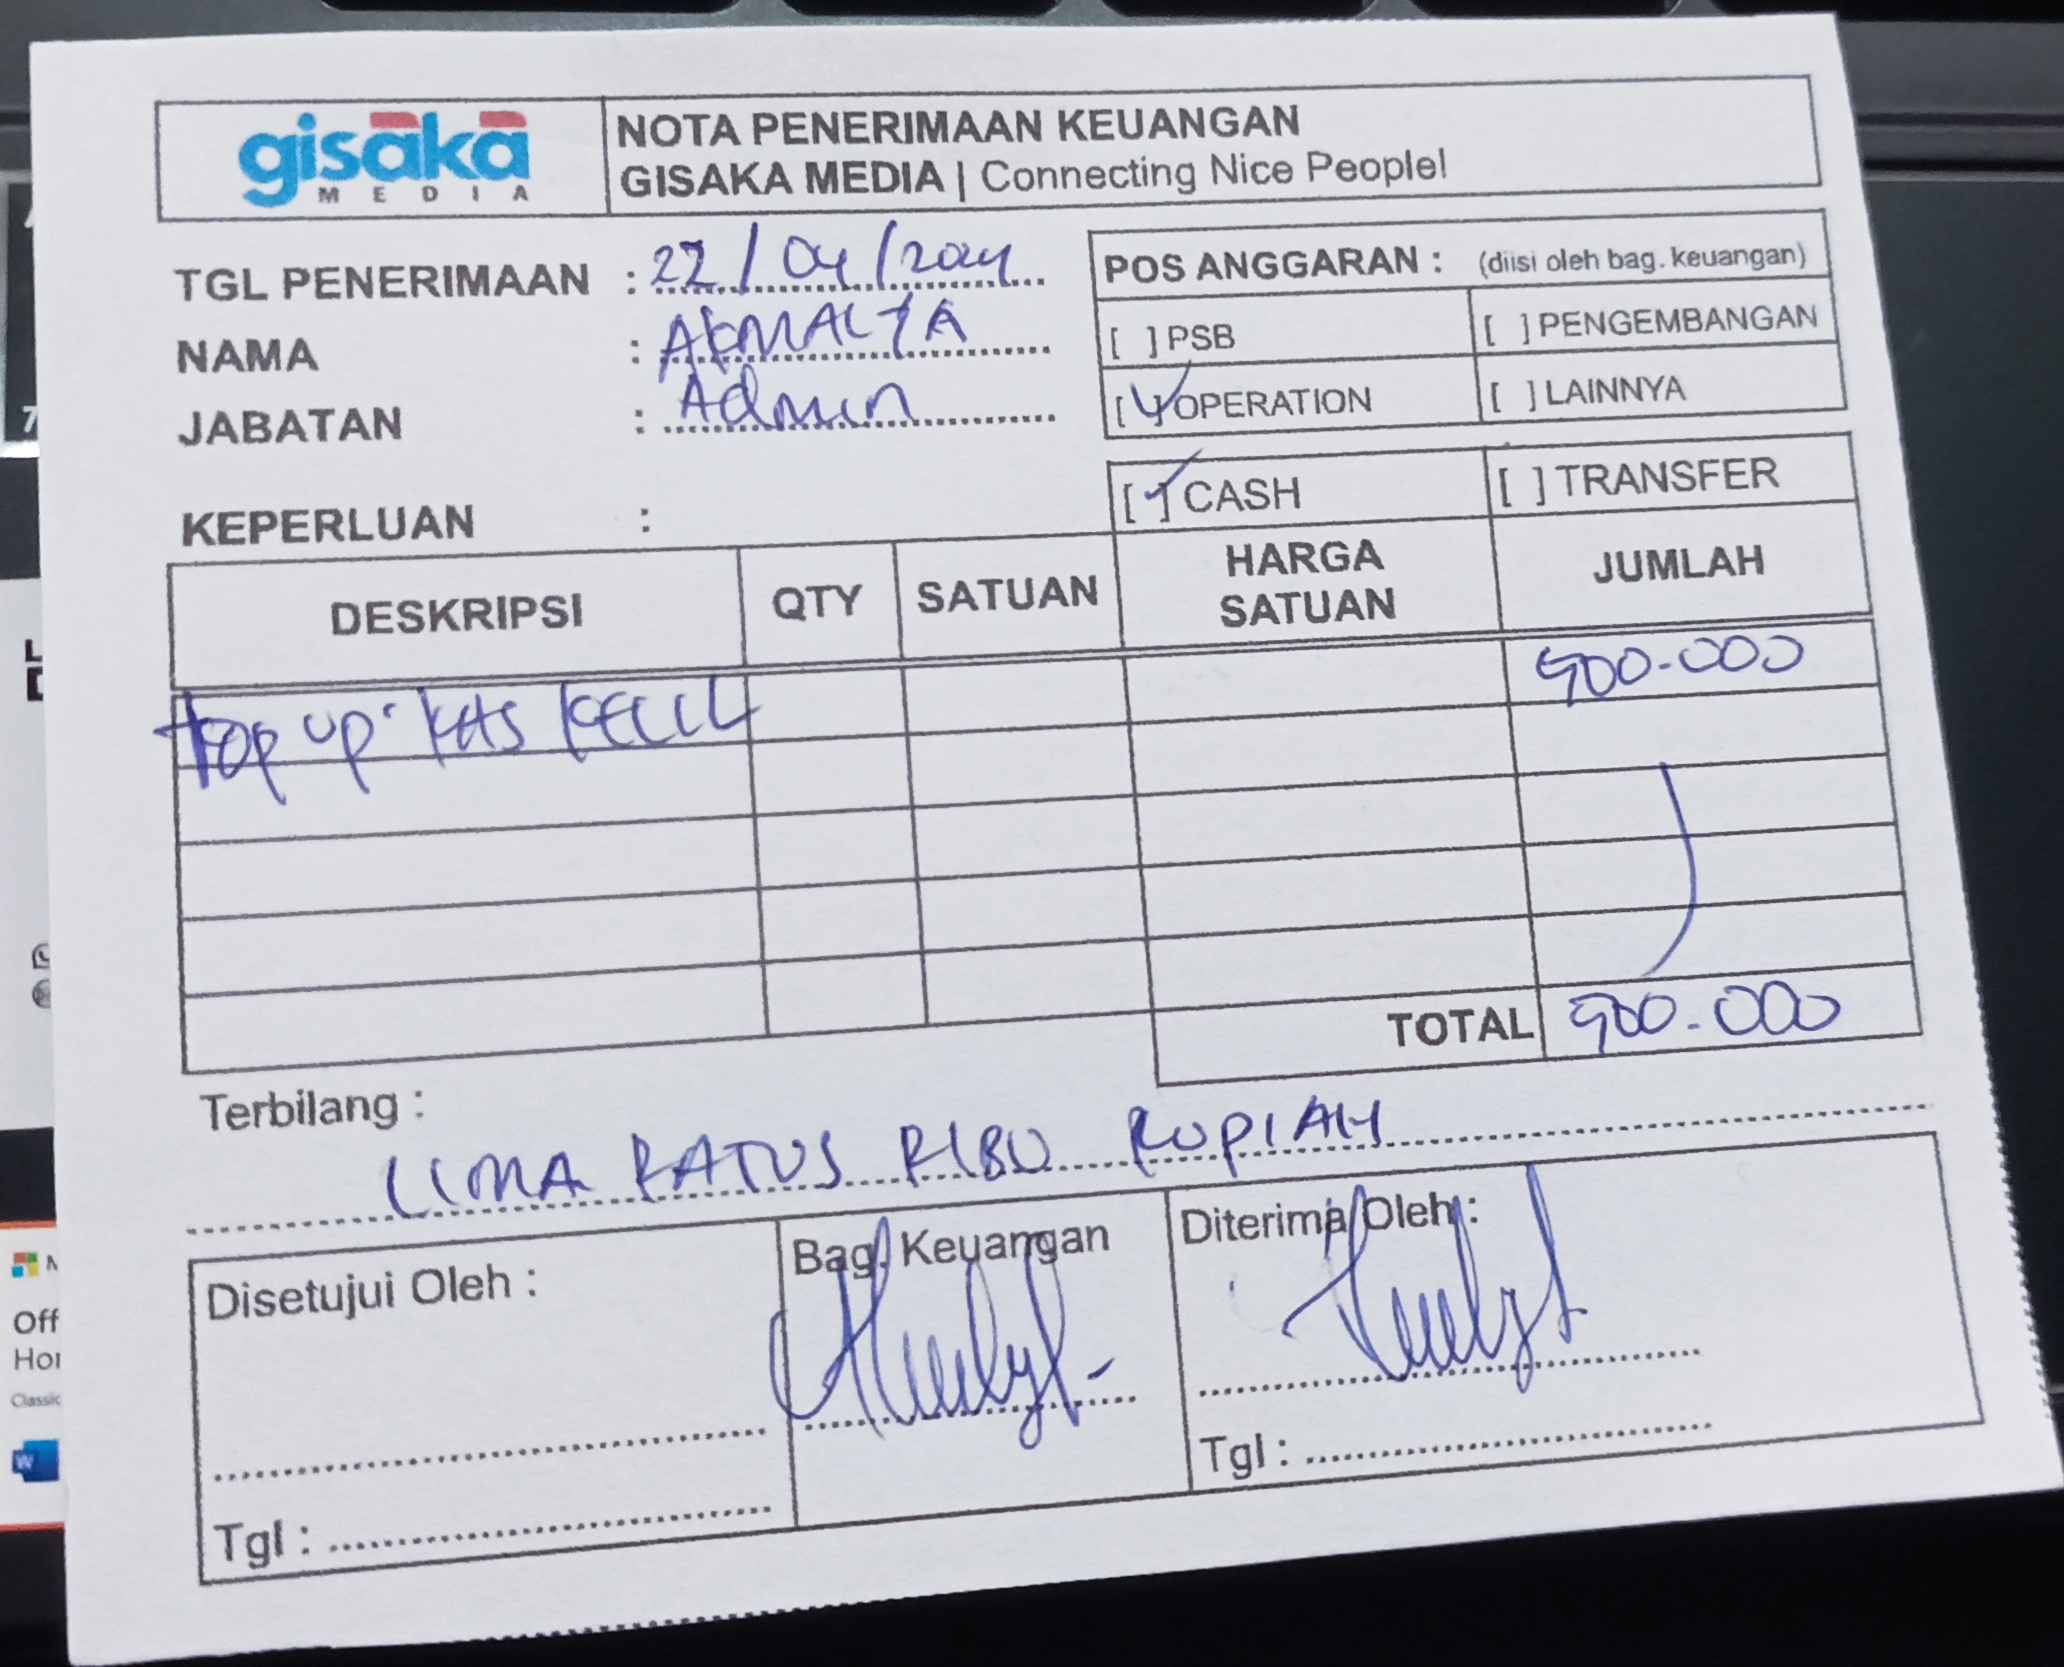 gisaka
MEDIA
NOTA PENERIMAAN KEUANGAN
GISAKA MEDIA | Connecting Nice People!
TGL PENERIMAAN : 22/04/2024
NAMA : AKMALIA
JABATAN : Admin
POS ANGGARAN : (diisi oleh bag. keuangan)
[ ] PSB [ ] PENGEMBANGAN
[✓] OPERATION [ ] LAINNYA
KEPERLUAN :
[✓] CASH [ ] TRANSFER
DESKRIPSI QTY SATUAN HARGA SATUAN JUMLAH
Top up KAS KECIL 500.000
TOTAL 500.000
Terbilang :
LIMA RATUS RIBU RUPIAH
Disetujui Oleh : Bag. Keuangan Diterima Oleh :
Tgl : Tgl :